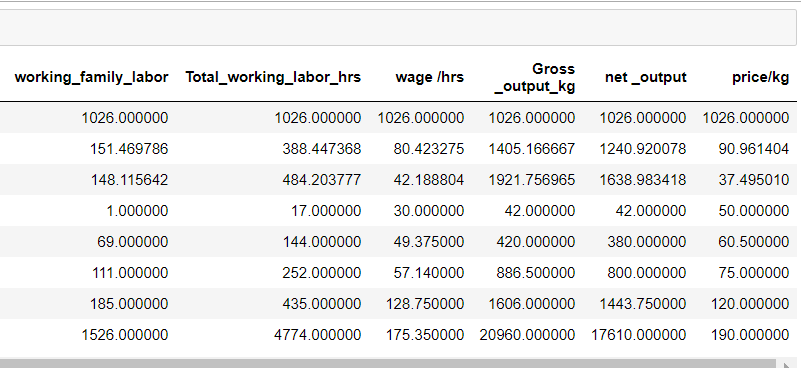 working_family_labor Total_working_labor_hrs wage /hrs Gross _output_kg net _output price/kg
1026.000000 1026.000000 1026.000000 1026.000000 1026.000000 1026.000000
151.469786 388.447368 80.423275 1405.166667 1240.920078 90.961404
148.115642 484.203777 42.188804 1921.756965 1638.983418 37.495010
1.000000 17.000000 30.000000 42.000000 42.000000 50.000000
69.000000 144.000000 49.375000 420.000000 380.000000 60.500000
111.000000 252.000000 57.140000 886.500000 800.000000 75.000000
185.000000 435.000000 128.750000 1606.000000 1443.750000 120.000000
1526.000000 4774.000000 175.350000 20960.000000 17610.000000 190.000000